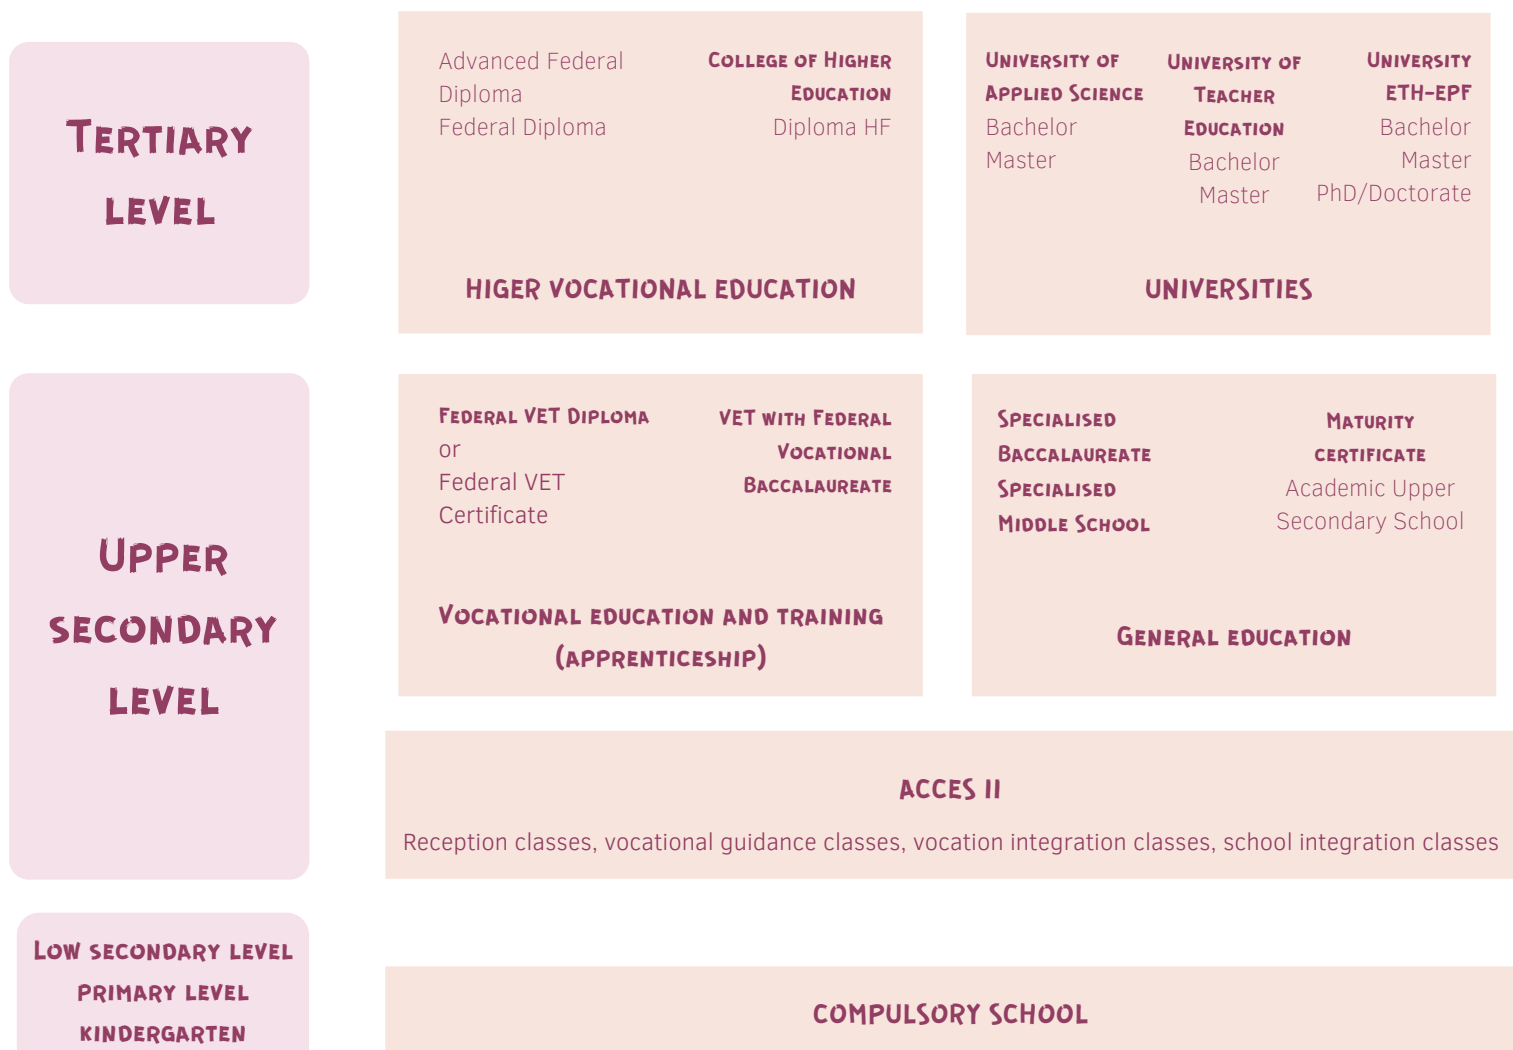 Tertiary
level
Advanced Federal
Diploma
Federal Diploma
College of Higher
Education
Diploma HF
HIGER VOCATIONAL EDUCATION
University of
Applied Science
Bachelor
Master
University of
Teacher
Education
Bachelor
Master
University
ETH-EPF
Bachelor
Master
PhD/Doctorate
UNIVERSITIES
Upper
secondary
level
Federal VET Diploma
or
Federal VET
Certificate
VET with Federal
Vocational
Baccalaureate
Vocational education and training
(apprenticeship)
Specialised
Baccalaureate
Specialised
Middle School
Maturity
certificate
Academic Upper
Secondary School
General education
ACCES II
Reception classes, vocational guidance classes, vocation integration classes, school integration classes
Low secondary level
primary level
kindergarten
COMPULSORY SCHOOL